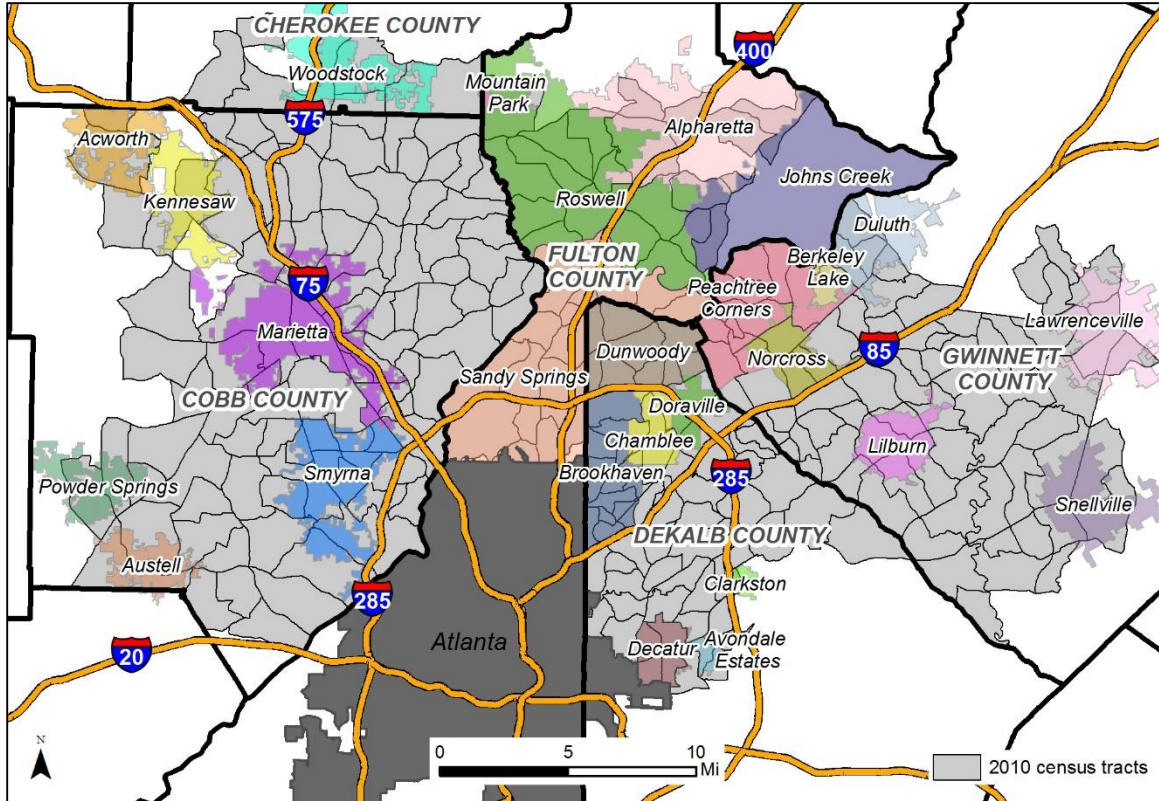 CHEROKEE COUNTY
Woodstock
Mountain
Park
400
575
Acworth
Alpharetta
Kennesaw
Johns Creek
Roswell
Duluth
FULTON
COUNTY
Berkeley
Lake
75
Peachtree
Corners
Lawrenceville
Marietta
Dunwoody
Norcross
85
GWINNETT
COUNTY
Sandy Springs
COBB COUNTY
Doraville
Chamblee
Lilburn
Smyrna
Brookhaven
285
Powder Springs
Snellville
DEKALB COUNTY
Austell
Clarkston
285
Atlanta
Decatur
Avondale
Estates
20
N
0 5 10
Mi
2010 census tracts